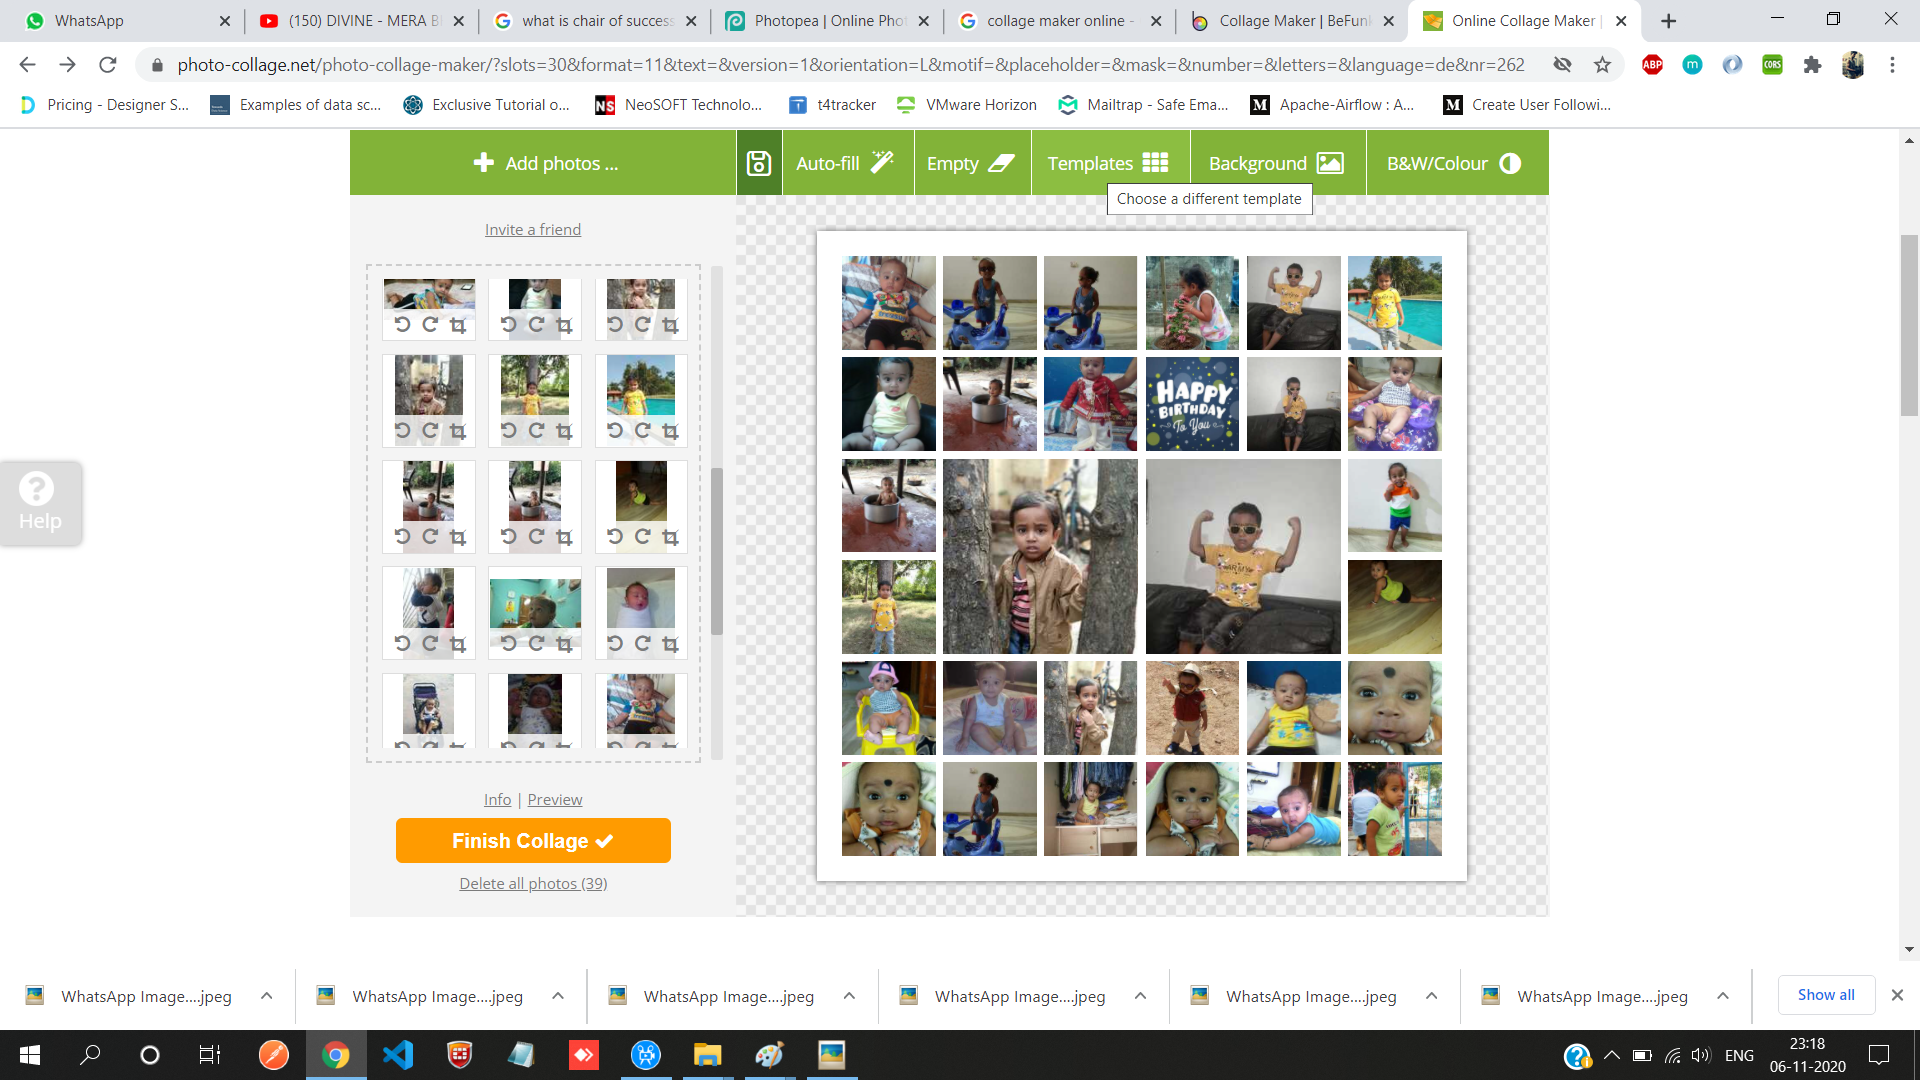 WhatsApp
(150) DIVINE - MERA B
what is chair of success
Photopea | Online Phot
collage maker online -
Collage Maker | BeFunk
Online Collage Maker |
photo-collage.net/photo-collage-maker/?slots=30&format=11&text=&version=1&orientation=L&motif=&placeholder=&mask=&number=&letters=&language=de&nr=262
ABP
m
CORS
Pricing - Designer S...
Examples of data sc...
Exclusive Tutorial o...
NS
NeoSOFT Technolo...
t4tracker
VMware Horizon
Mailtrap - Safe Ema...
M
Apache-Airflow : A...
M
Create User Followi...
Add photos ...
Auto-fill
Empty
Templates
Background
B&W/Colour
Choose a different template
Invite a friend
HAPPY
BIRTHDAY
To You
ARMY
Help
Info | Preview
Finish Collage
Delete all photos (39)
WhatsApp Image....jpeg
WhatsApp Image....jpeg
WhatsApp Image....jpeg
WhatsApp Image....jpeg
WhatsApp Image....jpeg
WhatsApp Image....jpeg
Show all
ENG
23:18
06-11-2020